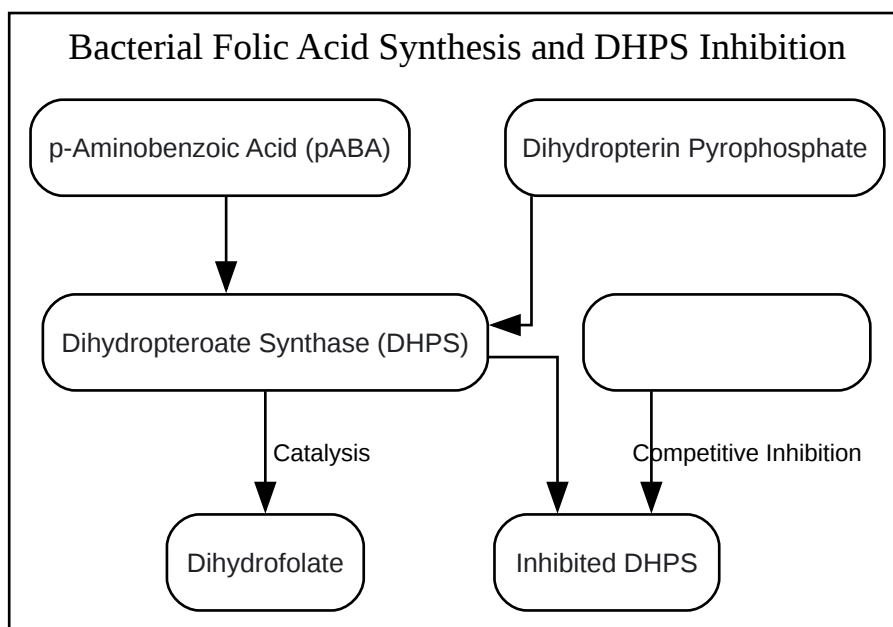 Bacterial Folic Acid Synthesis and DHPS Inhibition
p-Aminobenzoic Acid (pABA)
Dihydropterin Pyrophosphate
Dihydropteroate Synthase (DHPS)
Catalysis
Competitive Inhibition
Dihydrofolate
Inhibited DHPS